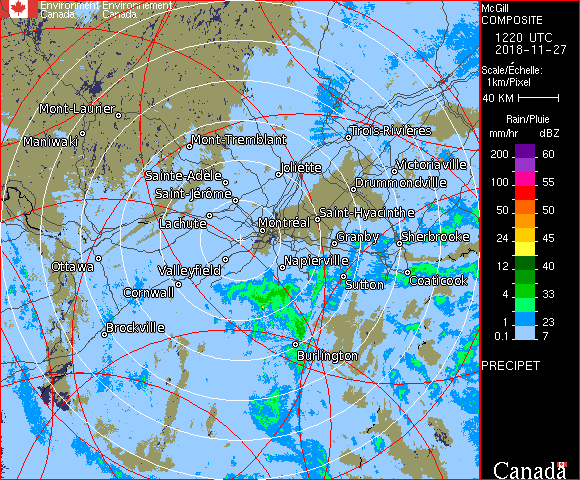 Environment Environnement
Canada Canada
McGill
COMPOSITE
1220 UTC
2018-11-27
Scale/Échelle:
1km/Pixel
40 KM
Rain/Pluie
mm/hr dBZ
200 60
100 55
50 50
24 45
12 40
4 33
1 23
0.1 7
PRECIPET
Mont-Laurier
Maniwaki
Mont-Tremblant
Trois-Rivières
Joliette
Victoriaville
Sainte-Adèle
Drummondville
Saint-Jérôme
Saint-Hyacinthe
Lachute
Montréal
Granby
Sherbrooke
Ottawa
Napierville
Valleyfield
Coaticook
Sutton
Cornwall
Brockville
Burlington
Canada